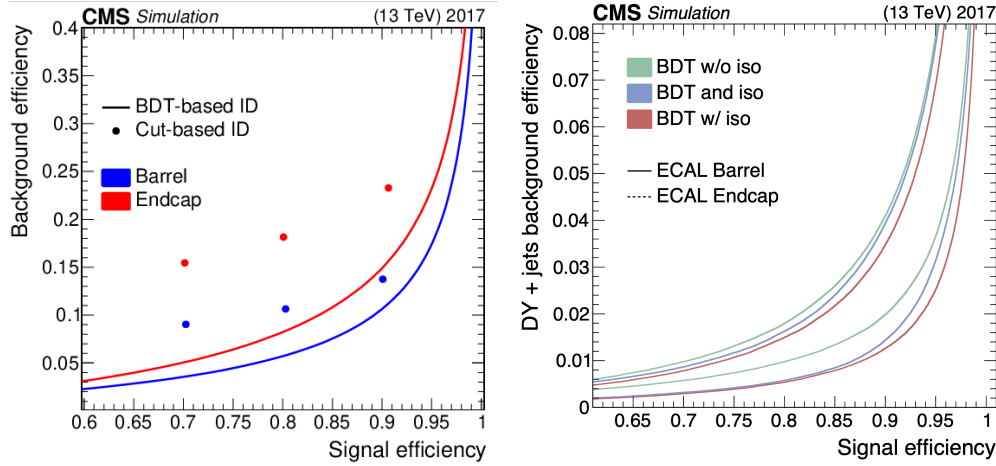 CMS Simulation (13 TeV) 2017
Background efficiency
0.4
0.35
0.3
0.25
0.2
0.15
0.1
0.05
BDT-based ID
Cut-based ID
Barrel
Endcap
0.6 0.65 0.7 0.75 0.8 0.85 0.9 0.95 1
Signal efficiency
CMS Simulation (13 TeV) 2017
DY + jets background efficiency
0.08
0.07
0.06
0.05
0.04
0.03
0.02
0.01
0
BDT w/o iso
BDT and iso
BDT w/ iso
ECAL Barrel
ECAL Endcap
0.65 0.7 0.75 0.8 0.85 0.9 0.95 1
Signal efficiency